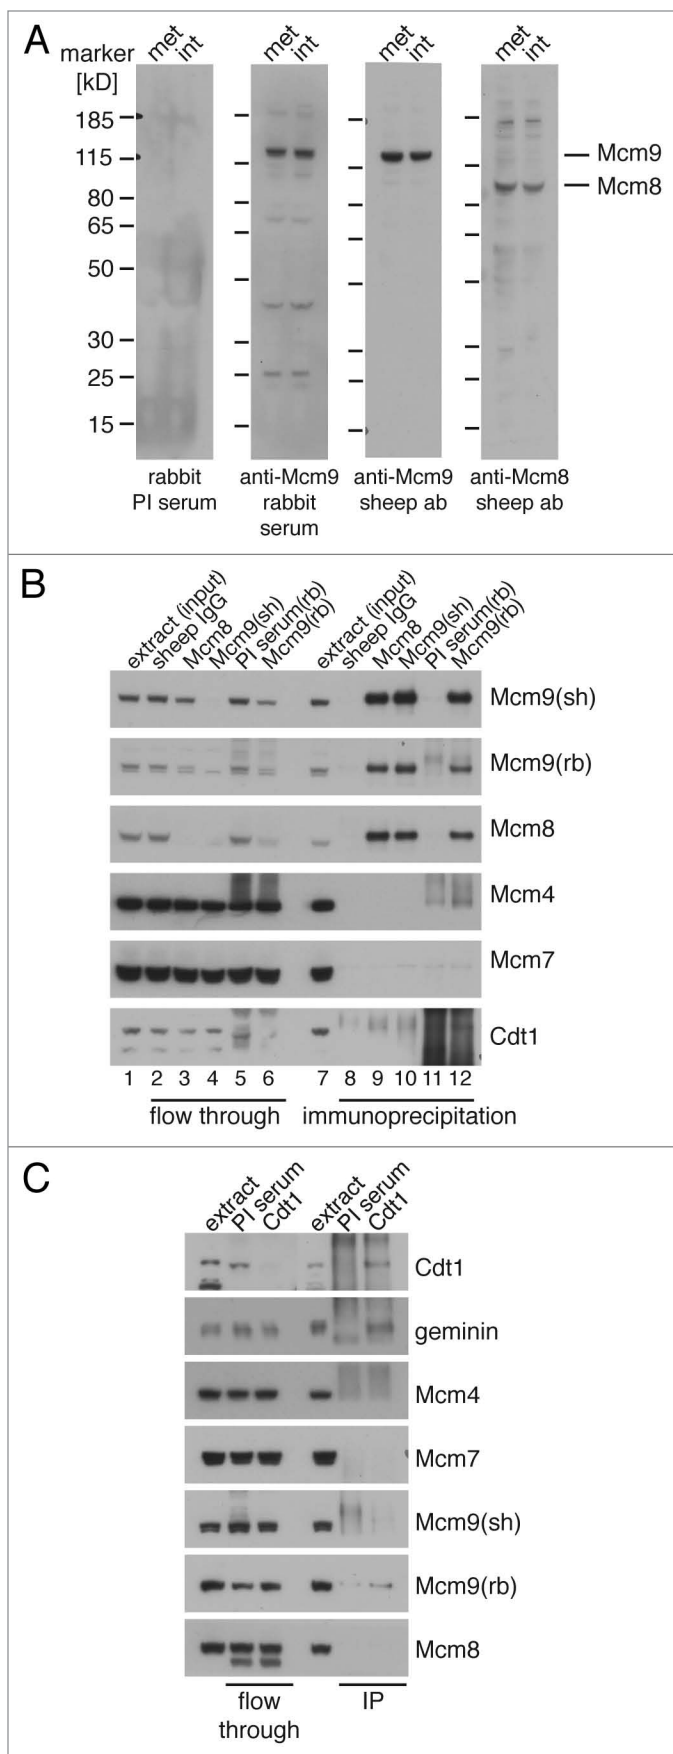 A
marker
[kD]
met int
met int
met int
met int
185
115
80
65
50
30
25
15
Mcm9
Mcm8
rabbit
PI serum
anti-Mcm9
rabbit
serum
anti-Mcm9
sheep ab
anti-Mcm8
sheep ab
B
extract (input)
sheep IgG
Mcm8
Mcm9(sh)
PI serum(rb)
Mcm9(rb)
extract (input)
sheep IgG
Mcm8
Mcm9(sh)
PI serum(rb)
Mcm9(rb)
Mcm9(sh)
Mcm9(rb)
Mcm8
Mcm4
Mcm7
Cdt1
1 2 3 4 5 6 7 8 9 10 11 12
flow through immunoprecipitation
C
extract
PI serum
Cdt1
extract
PI serum
Cdt1
Cdt1
geminin
Mcm4
Mcm7
Mcm9(sh)
Mcm9(rb)
Mcm8
flow
through
IP